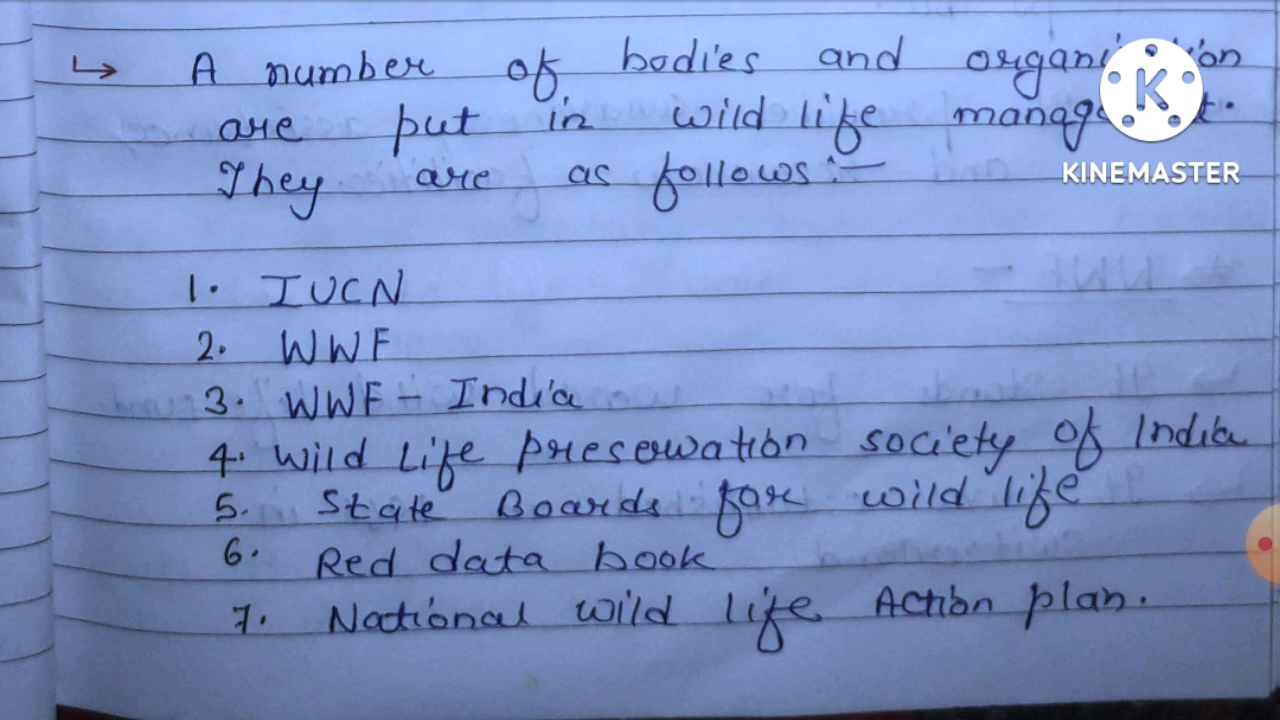 ↳ A number of bodies and organi
are put in wild life manage t.
They are as follows :-
KINEMASTER
1. IUCN
2. WWF
3. WWF - India
4. Wild Life preservation society of India
5. State Boards for wild life
6. Red data book
7. National wild life Action plan.